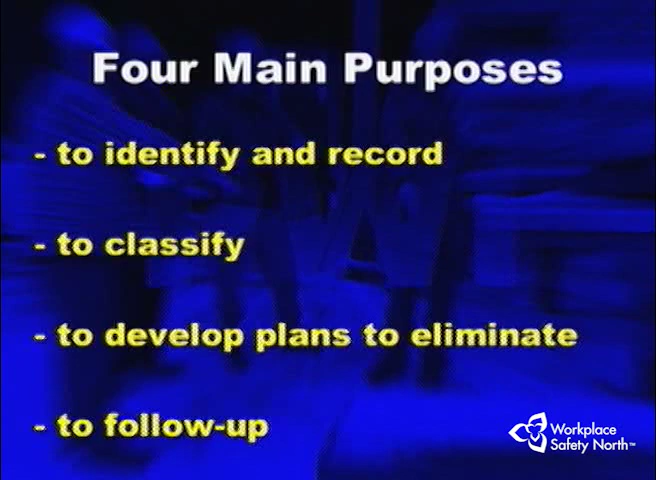 Four Main Purposes
- to identify and record
- to classify
- to develop plans to eliminate
- to follow-up
Workplace
Safety North™